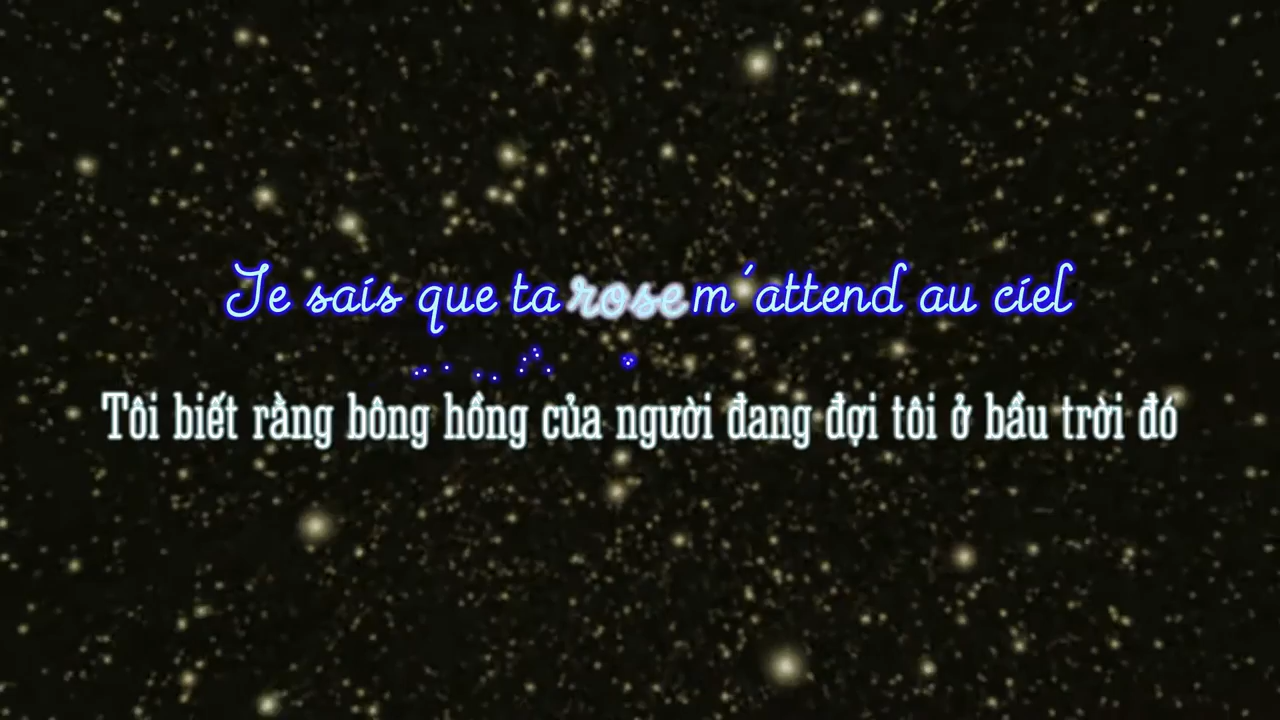 Je sais que ta rose m'attend au ciel
Tôi biết rằng bông hồng của người đang đợi tôi ở bầu trời đó